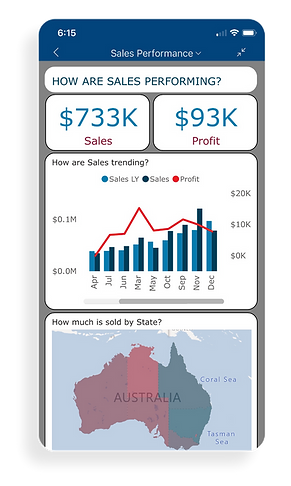 6:15
Sales Performance
HOW ARE SALES PERFORMING?
$733K
Sales
$93K
Profit
How are Sales trending?
Sales LY Sales Profit
$20K
$0.1M
$10K
$0K
$0.0M
Apr Jul Jun Mar May Oct Sep Nov Dec
How much is sold by State?
Coral Sea
AUSTRALIA
Tasman
Sea